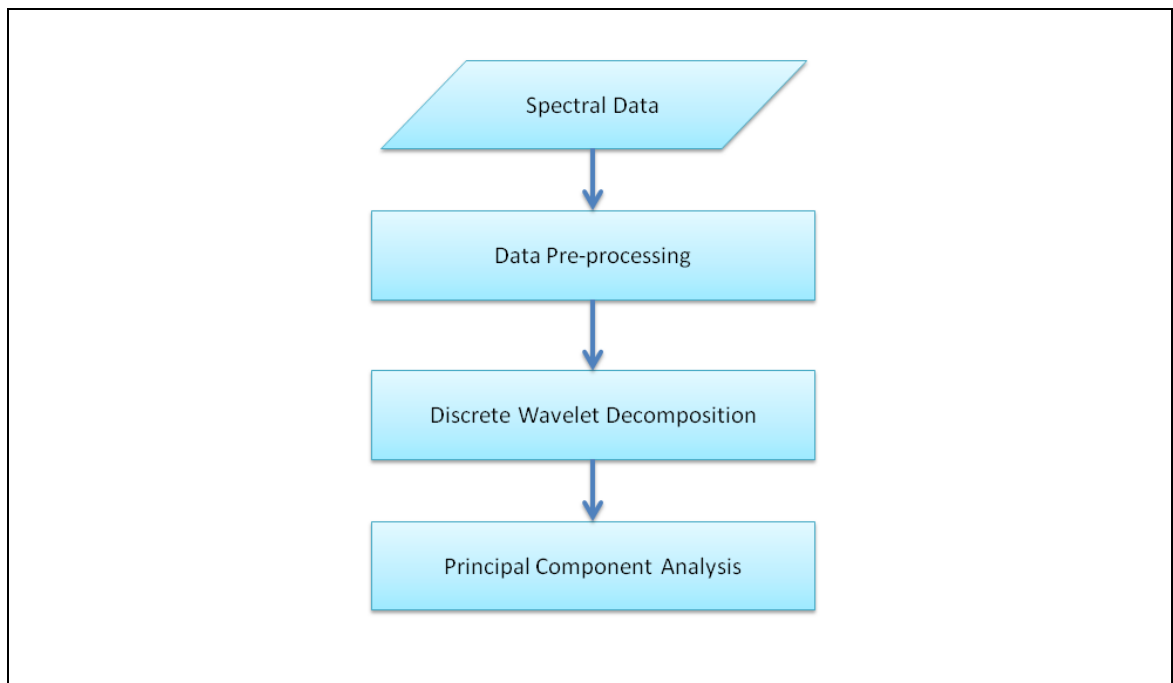 Spectral Data
Data Pre-processing
Discrete Wavelet Decomposition
Principal Component Analysis